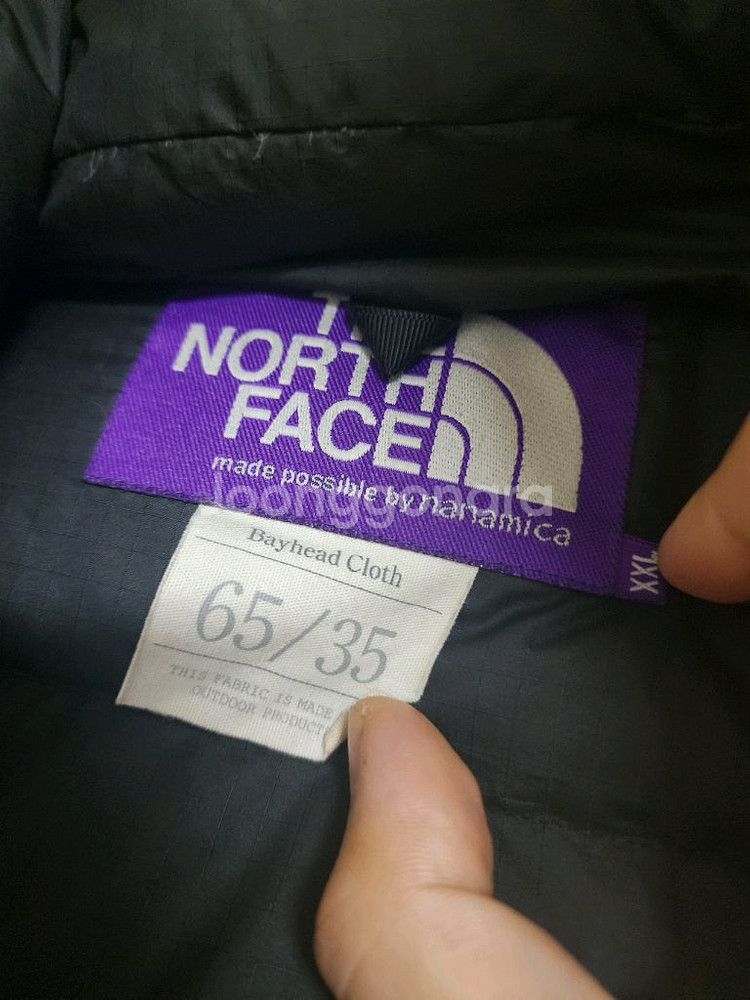 THE
NORTH
FACE
made possible by nanamica
joonggonara
XXL
Bayhead Cloth
65/35
THIS FABRIC IS MADE
OUTDOOR PRODUCT